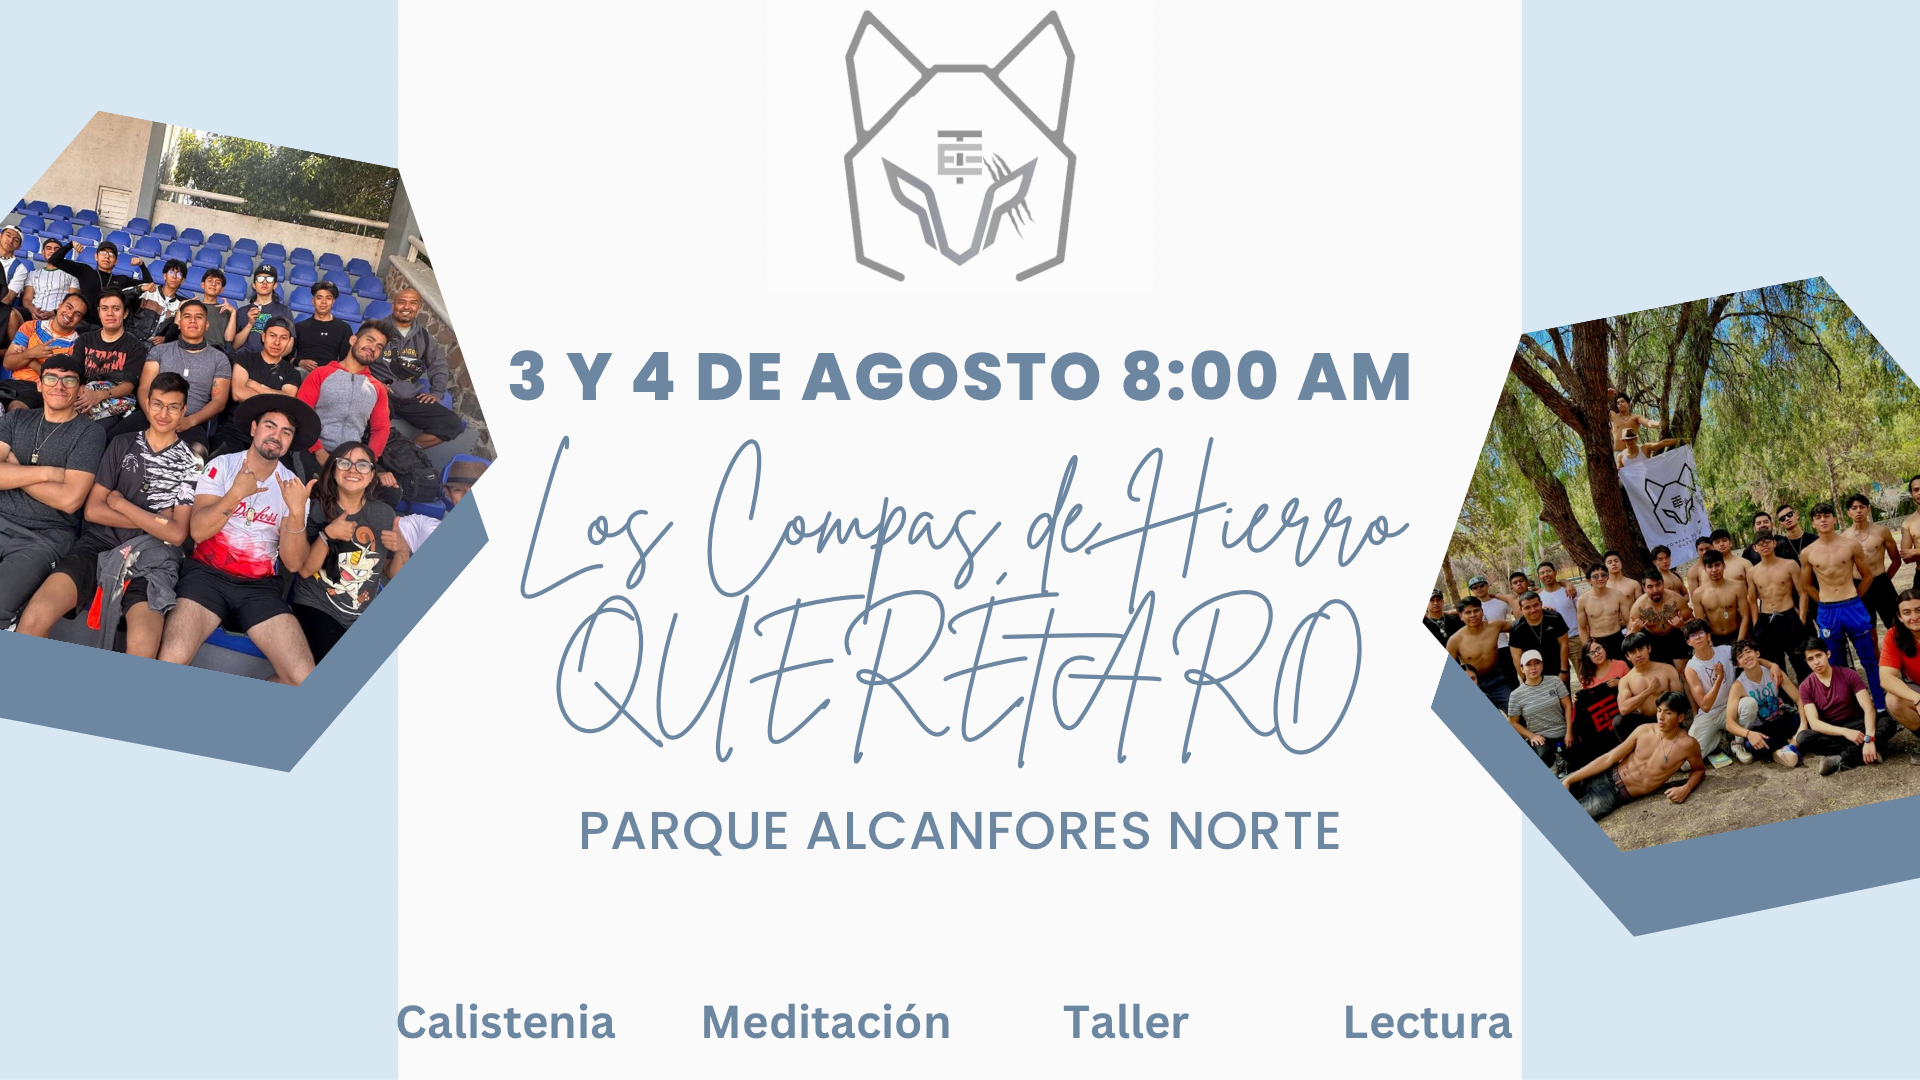 3 Y 4 DE AGOSTO 8:00 AM
Los Compas de Hierro
QUERÉTARO
PARQUE ALCANFORES NORTE
Calistenia Meditación Taller Lectura
Danfoss